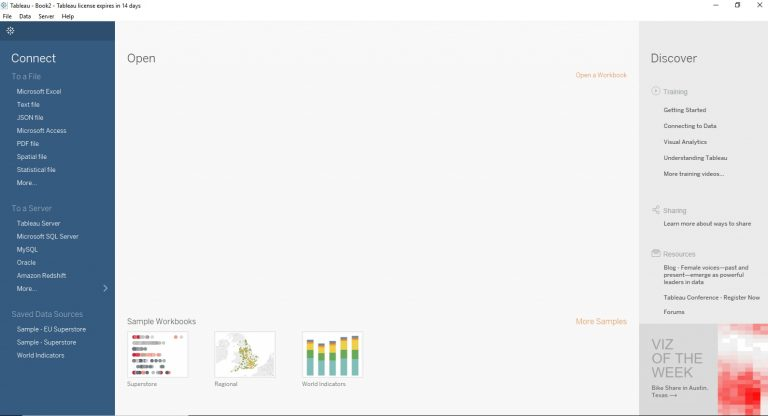 Tableau - Book2 - Tableau license expires in 14 days
File Data Server Help
Connect
To a File
Microsoft Excel
Text file
JSON file
Microsoft Access
PDF file
Spatial file
Statistical file
More...
To a Server
Tableau Server
Microsoft SQL Server
MySQL
Oracle
Amazon Redshift
More...
Saved Data Sources
Sample - EU Superstore
Sample - Superstore
World Indicators
Open
Open a Workbook
Sample Workbooks
More Samples
Superstore
Regional
World Indicators
Discover
Training
Getting Started
Connecting to Data
Visual Analytics
Understanding Tableau
More training videos...
Sharing
Learn more about ways to share
Resources
Blog - Female voices—past and
present—emerge as powerful
leaders in data
Tableau Conference - Register Now
Forums
VIZ
OF THE
WEEK
Bike Share in Austin,
Texas →